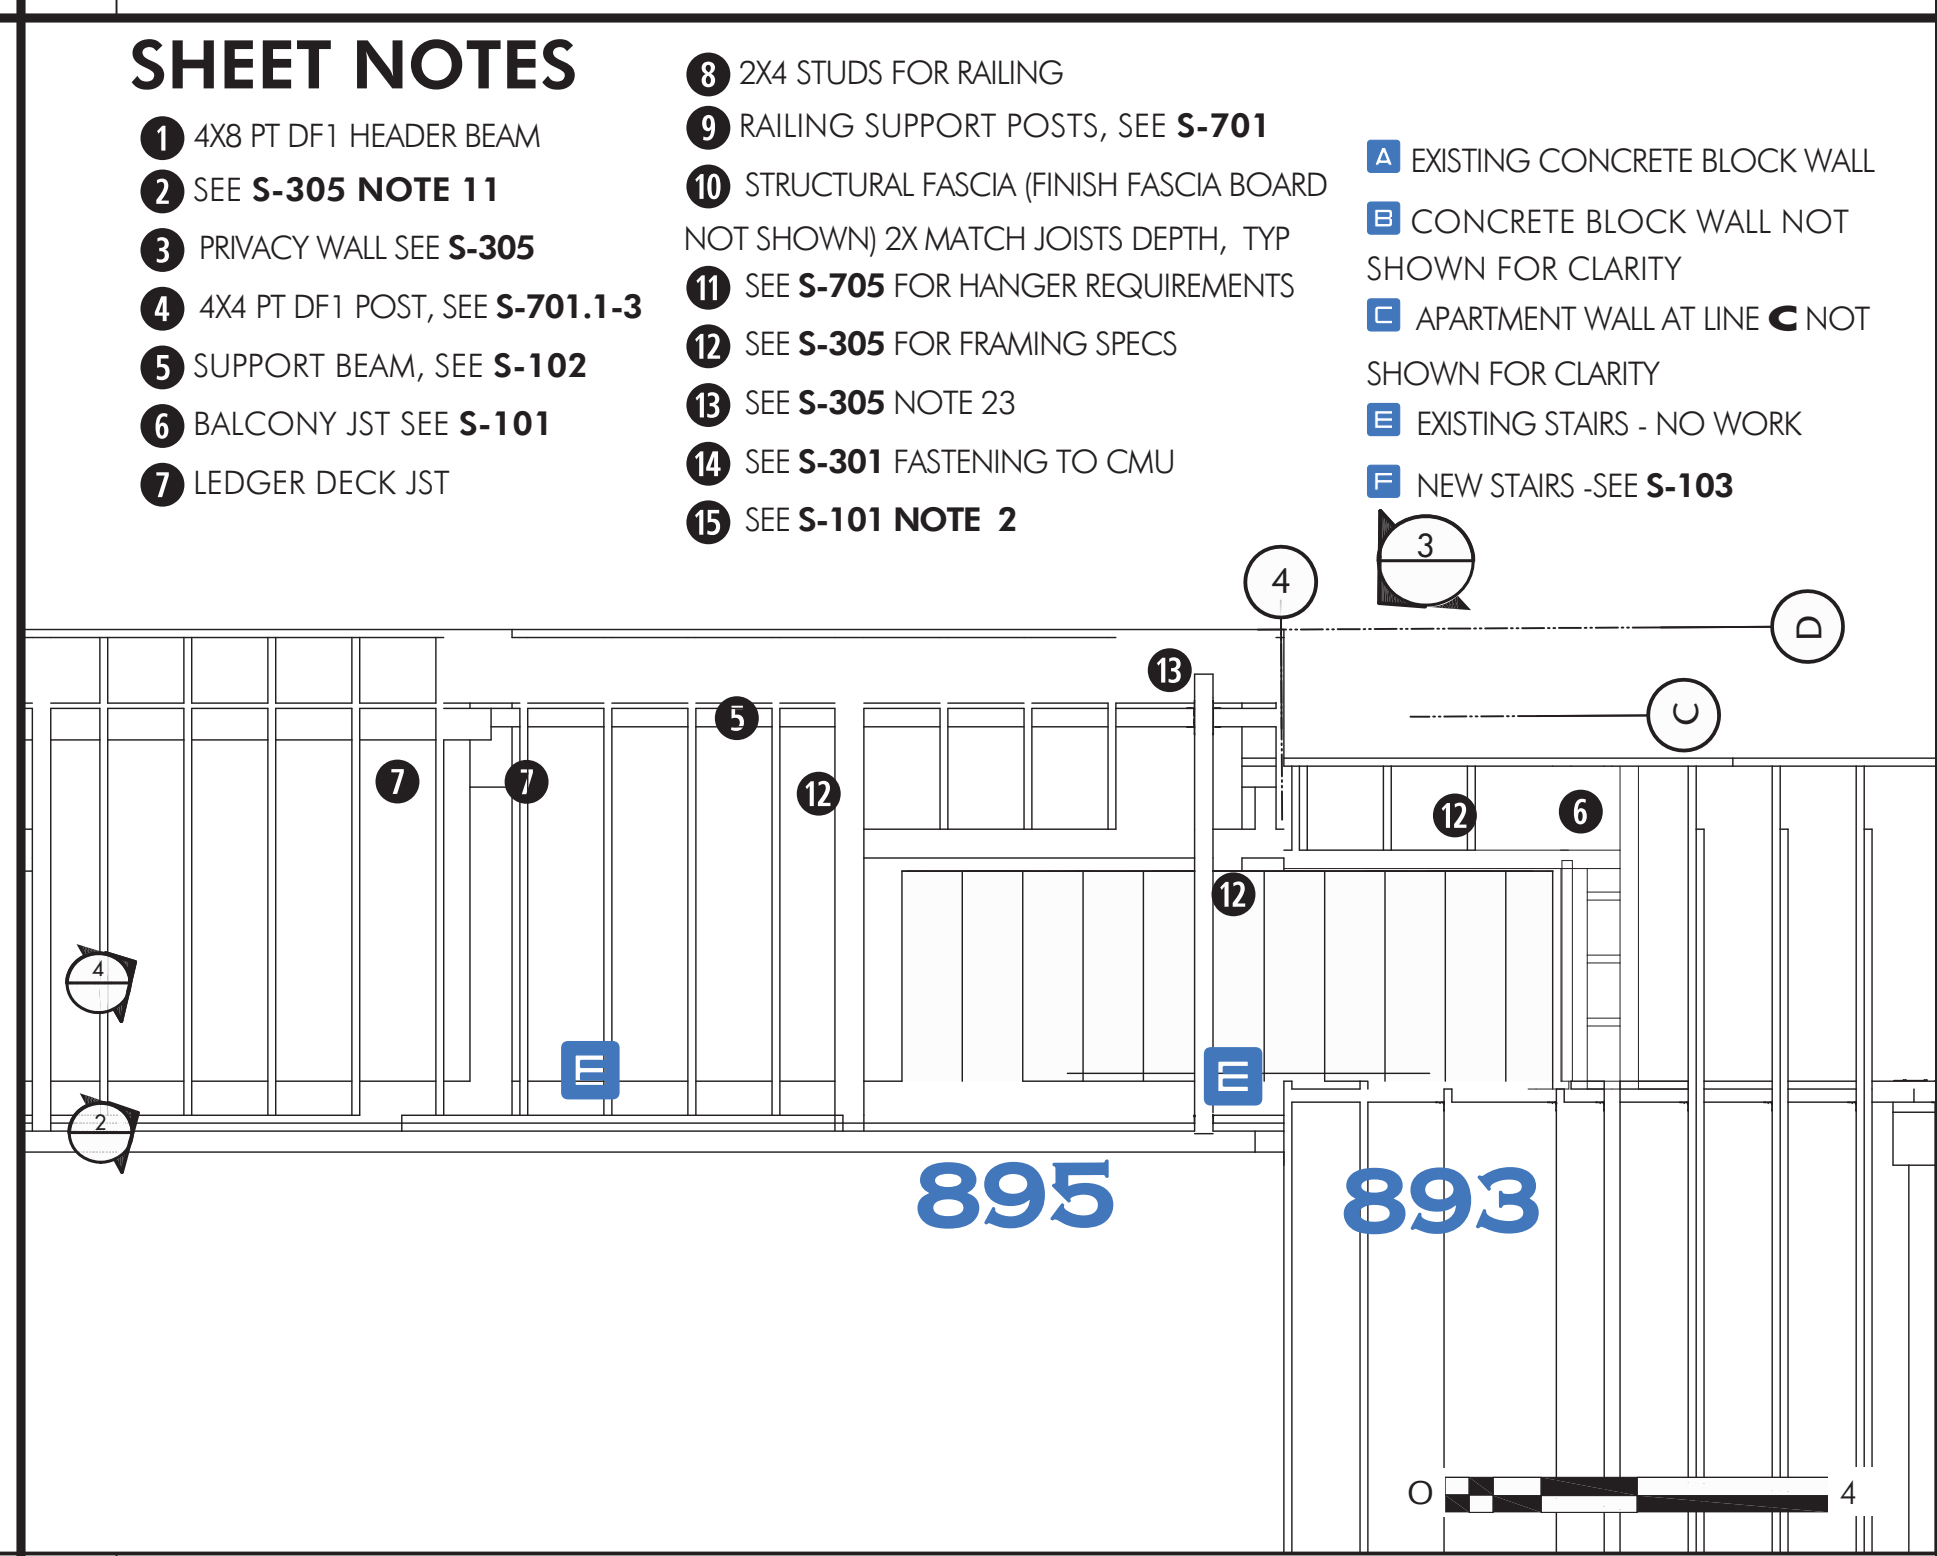 SHEET NOTES
1 4X8 PT DF1 HEADER BEAM
2 SEE S-305 NOTE 11
3 PRIVACY WALL SEE S-305
4 4X4 PT DF1 POST, SEE S-701.1-3
5 SUPPORT BEAM, SEE S-102
6 BALCONY JST SEE S-101
7 LEDGER DECK JST
8 2X4 STUDS FOR RAILING
9 RAILING SUPPORT POSTS, SEE S-701
10 STRUCTURAL FASCIA (FINISH FASCIA BOARD
NOT SHOWN) 2X MATCH JOISTS DEPTH, TYP
11 SEE S-705 FOR HANGER REQUIREMENTS
12 SEE S-305 FOR FRAMING SPECS
13 SEE S-305 NOTE 23
14 SEE S-301 FASTENING TO CMU
15 SEE S-101 NOTE 2
A EXISTING CONCRETE BLOCK WALL
B CONCRETE BLOCK WALL NOT
SHOWN FOR CLARITY
C APARTMENT WALL AT LINE C NOT
SHOWN FOR CLARITY
E EXISTING STAIRS - NO WORK
F NEW STAIRS -SEE S-103
3
4
D
13
C
5
7
7
12
12
6
12
4
E
E
2
895
893
O
4